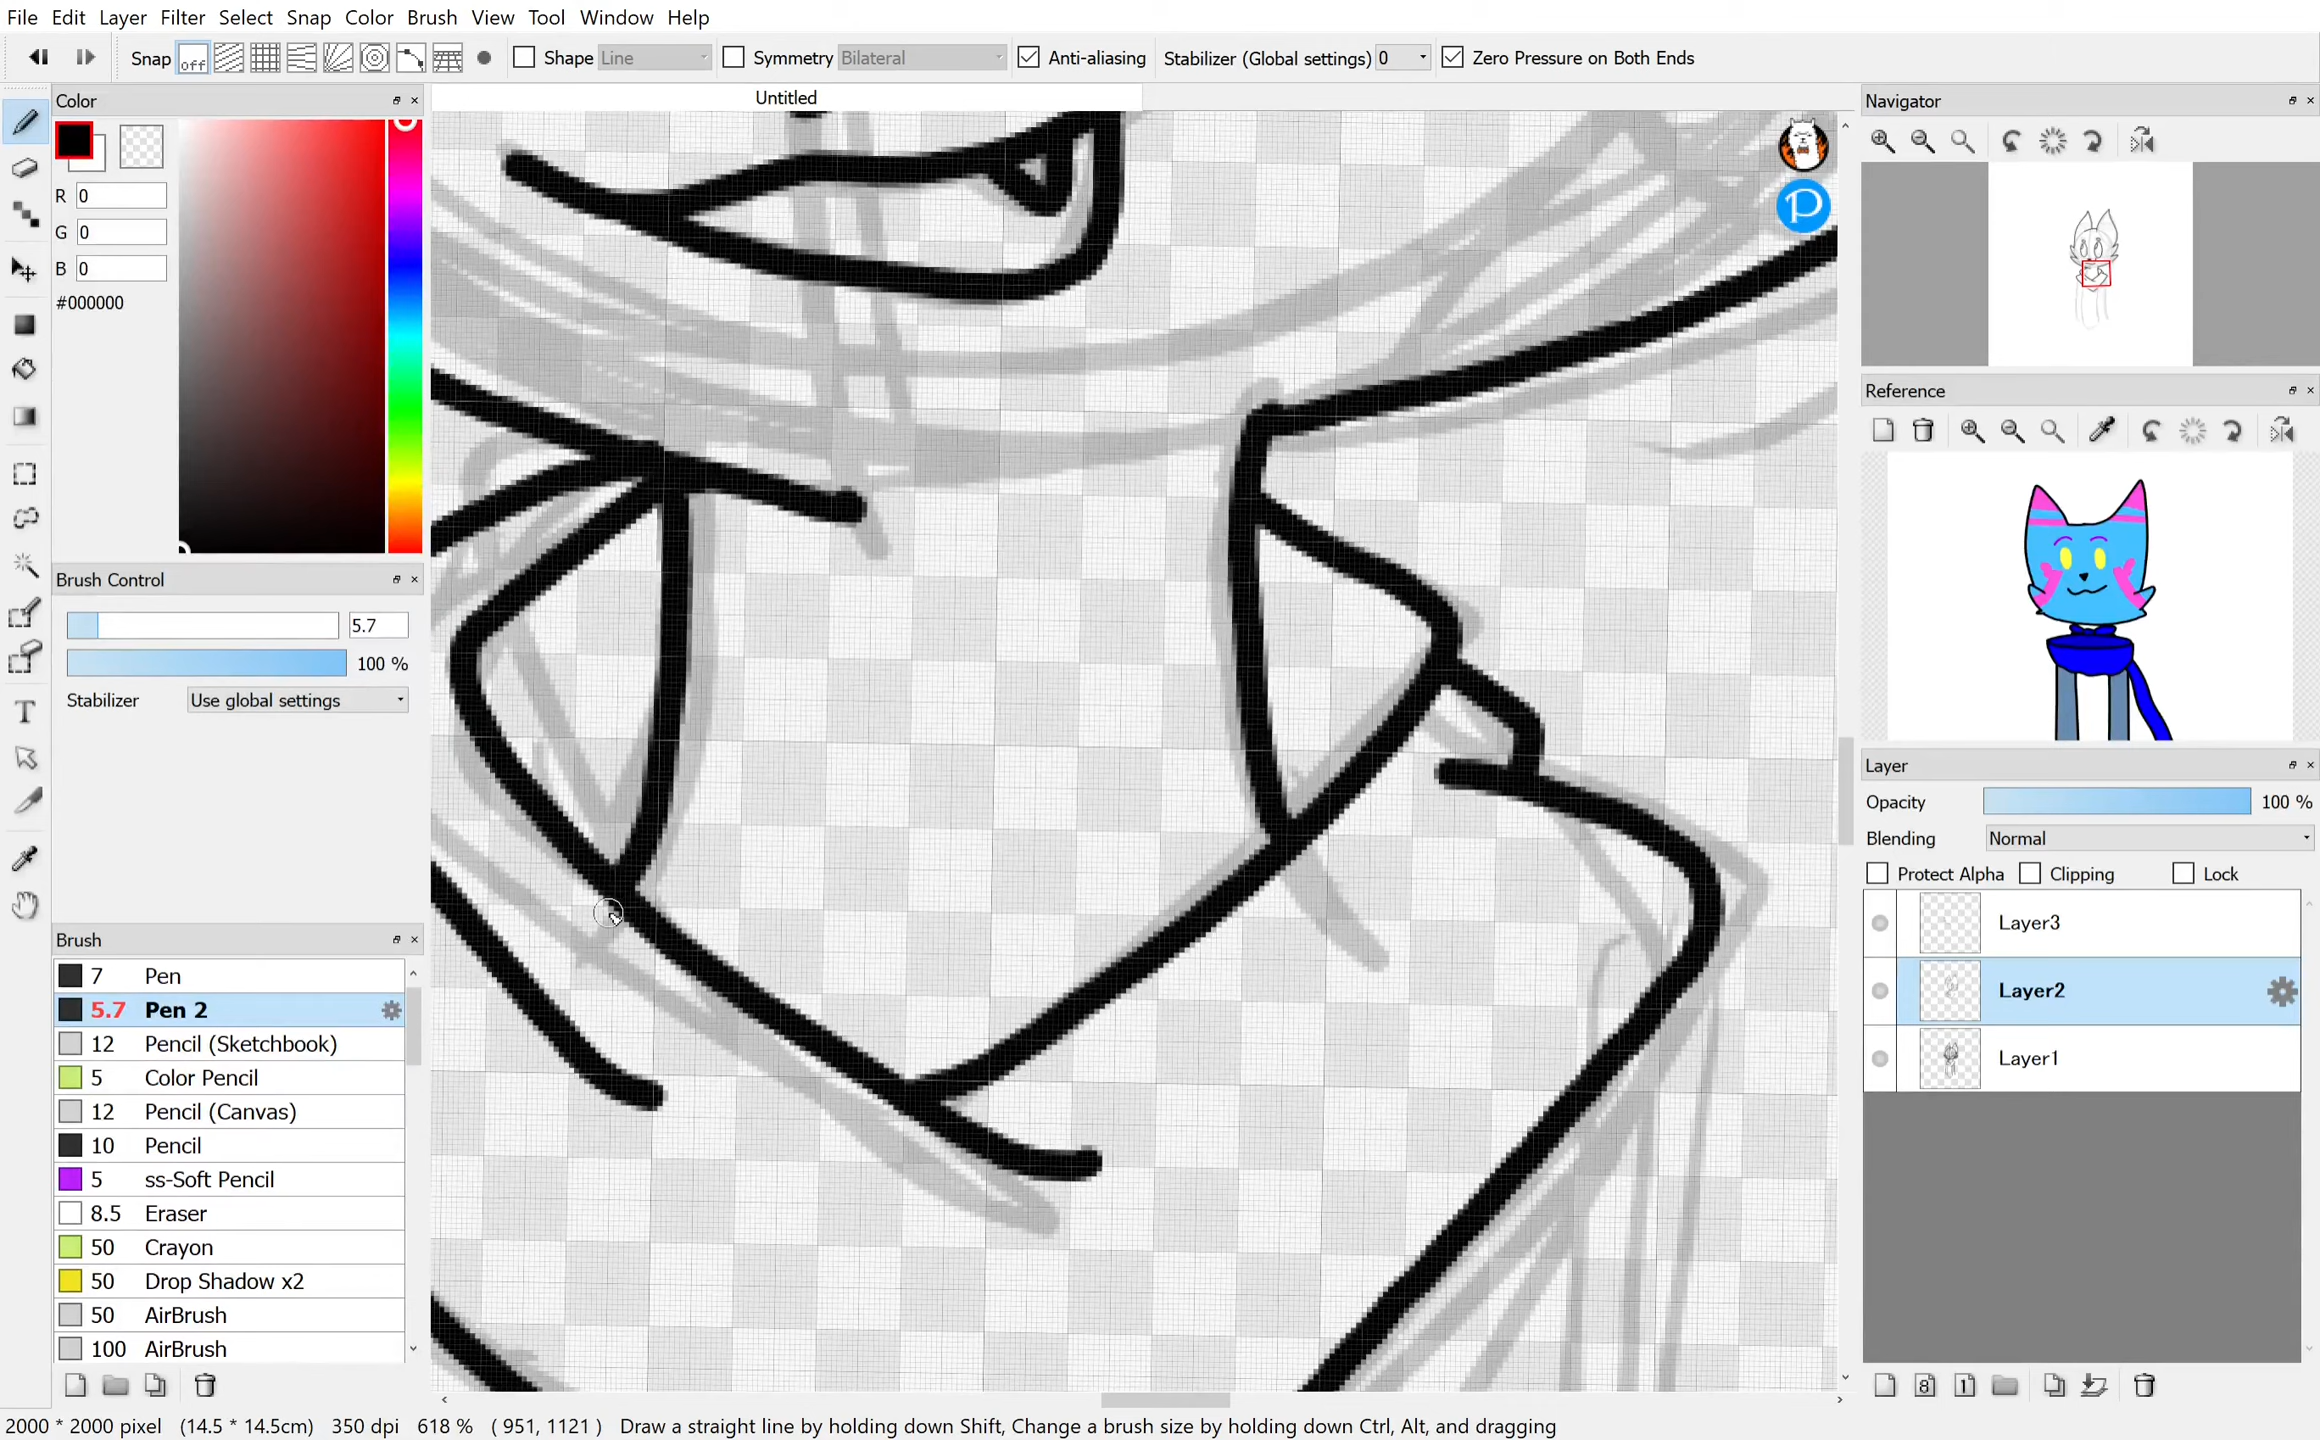 File Edit Layer Filter Select Snap Color Brush View Tool Window Help
Snap off Shape Line Symmetry Bilateral Anti-aliasing Stabilizer (Global settings) 0 Zero Pressure on Both Ends
Color
R 0
G 0
B 0
#000000
Brush Control
5.7
100 %
Stabilizer Use global settings
Brush
7 Pen
5.7 Pen 2
12 Pencil (Sketchbook)
5 Color Pencil
12 Pencil (Canvas)
10 Pencil
5 ss-Soft Pencil
8.5 Eraser
50 Crayon
50 Drop Shadow x2
50 AirBrush
100 AirBrush
T
Untitled
P
Navigator
Reference
Layer
Opacity 100 %
Blending Normal
Protect Alpha Clipping Lock
Layer3
Layer2
Layer1
8 1
2000 * 2000 pixel (14.5 * 14.5cm) 350 dpi 618 % ( 951, 1121 ) Draw a straight line by holding down Shift, Change a brush size by holding down Ctrl, Alt, and dragging